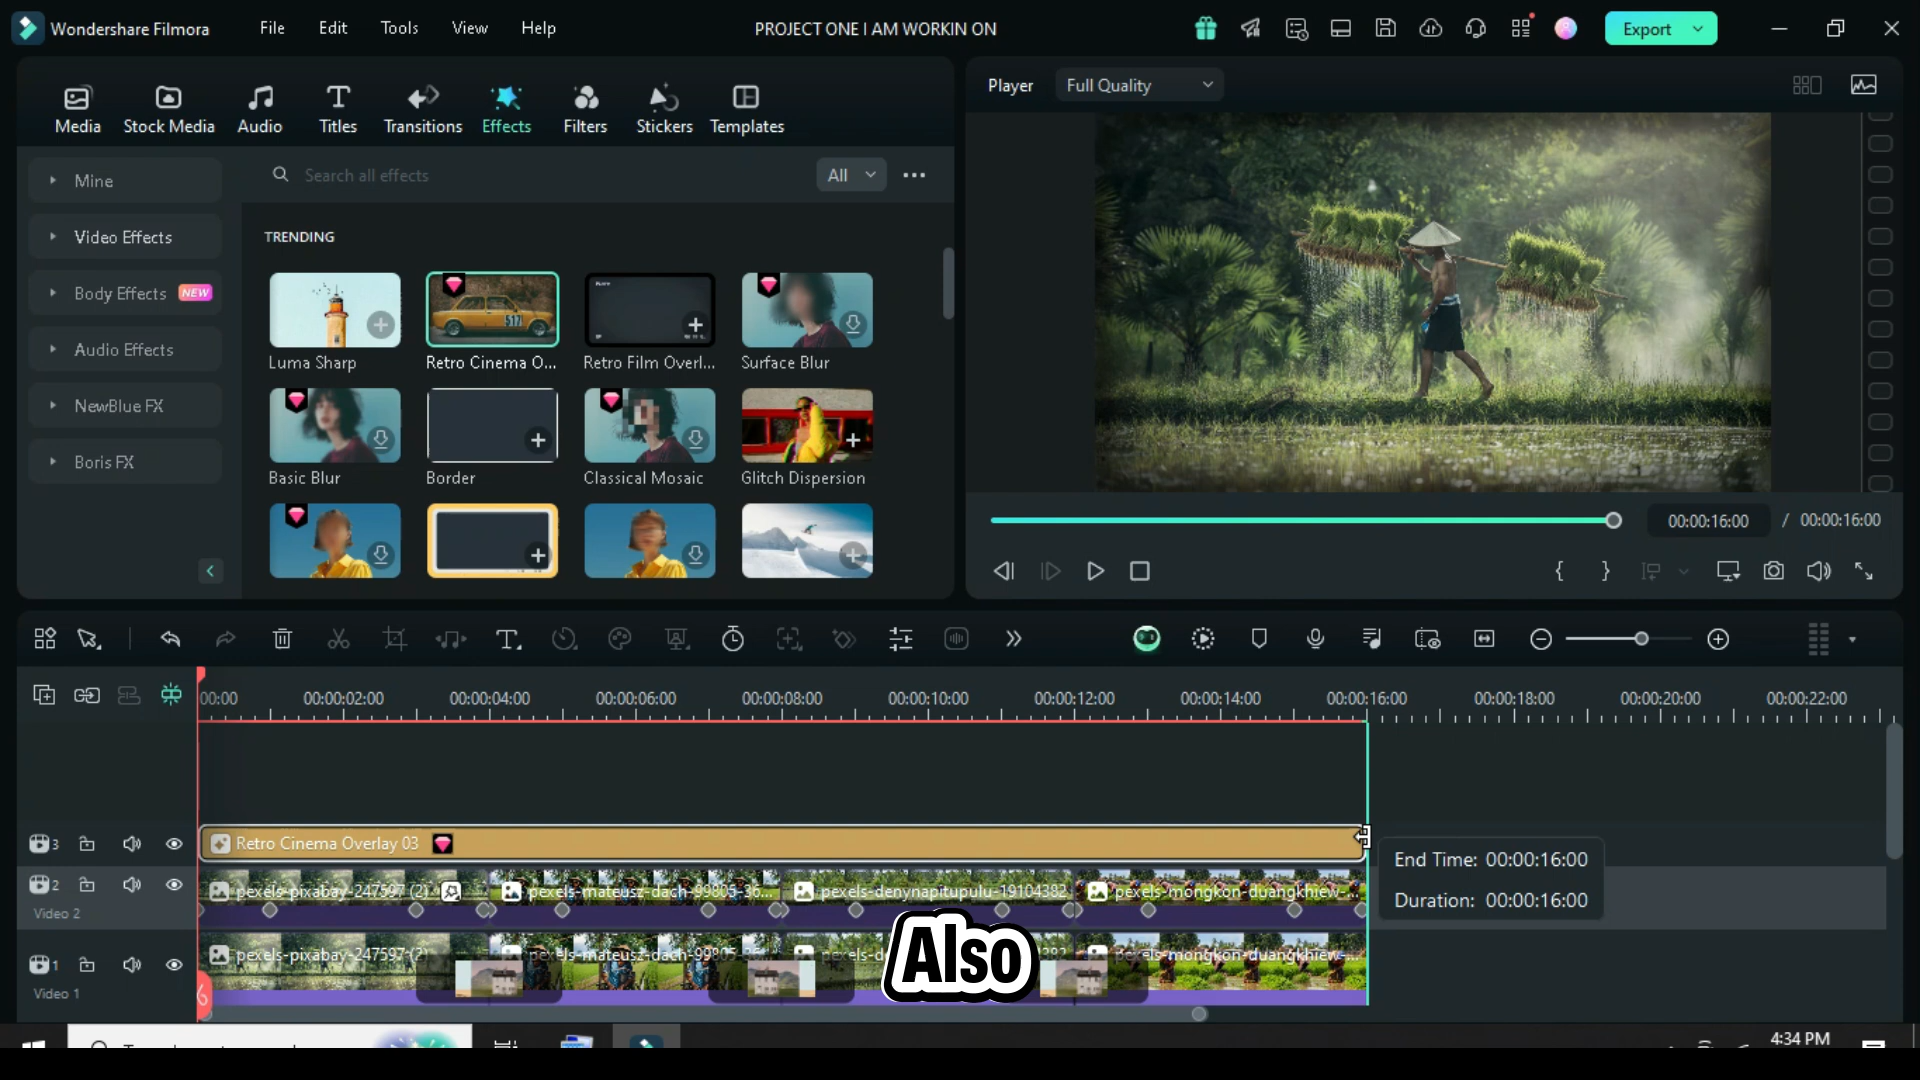 Wondershare Filmora
File
Edit
Tools
View
Help
PROJECT ONE I AM WORKIN ON
Export
Media
Stock Media
Audio
Titles
Transitions
Effects
Filters
Stickers
Templates
Player
Full Quality
Mine
Video Effects
Body Effects NEW
Audio Effects
NewBlue FX
Boris FX
Search all effects
All
TRENDING
Luma Sharp
Retro Cinema O...
Retro Film Overl...
Surface Blur
Basic Blur
Border
Classical Mosaic
Glitch Dispersion
517
00:00:16:00 / 00:00:16:00
00:00
00:00:02:00
00:00:04:00
00:00:06:00
00:00:08:00
00:00:10:00
00:00:12:00
00:00:14:00
00:00:16:00
00:00:18:00
00:00:20:00
00:00:22:00
3
Retro Cinema Overlay 03
End Time: 00:00:16:00
Duration: 00:00:16:00
2
Video 2
pexels-pixabay-247597 (2)
pexels-mateusz-dach-99805-36...
pexels-denynapitupulu-19104382
pexels-mongkon-duangkhiew-...
1
Video 1
pexels-pixabay-247597 (2)
pexels-mateusz-dach-99805-36...
pexels-mongkon-duangkhiew-...
Also
4:34 PM